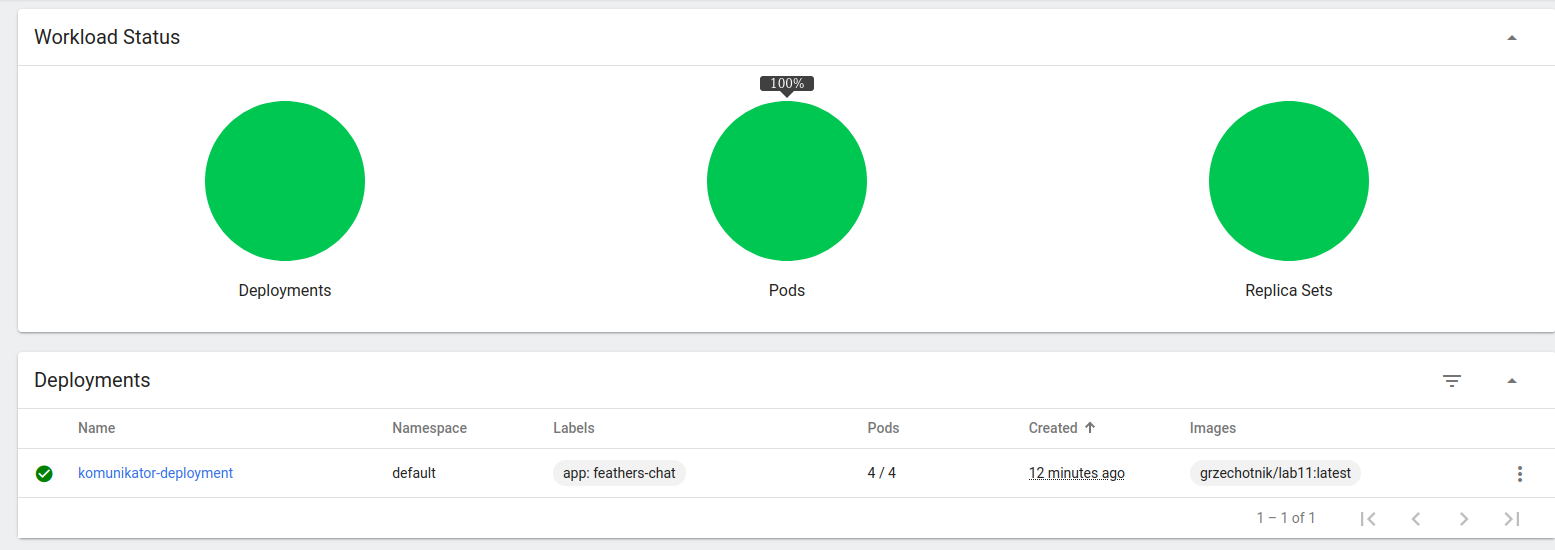 Workload Status
100%
Deployments Pods Replica Sets
Deployments
Name Namespace Labels Pods Created Images
komunikator-deployment default app: feathers-chat 4 / 4 12 minutes ago grzechotnik/lab11:latest
1 – 1 of 1